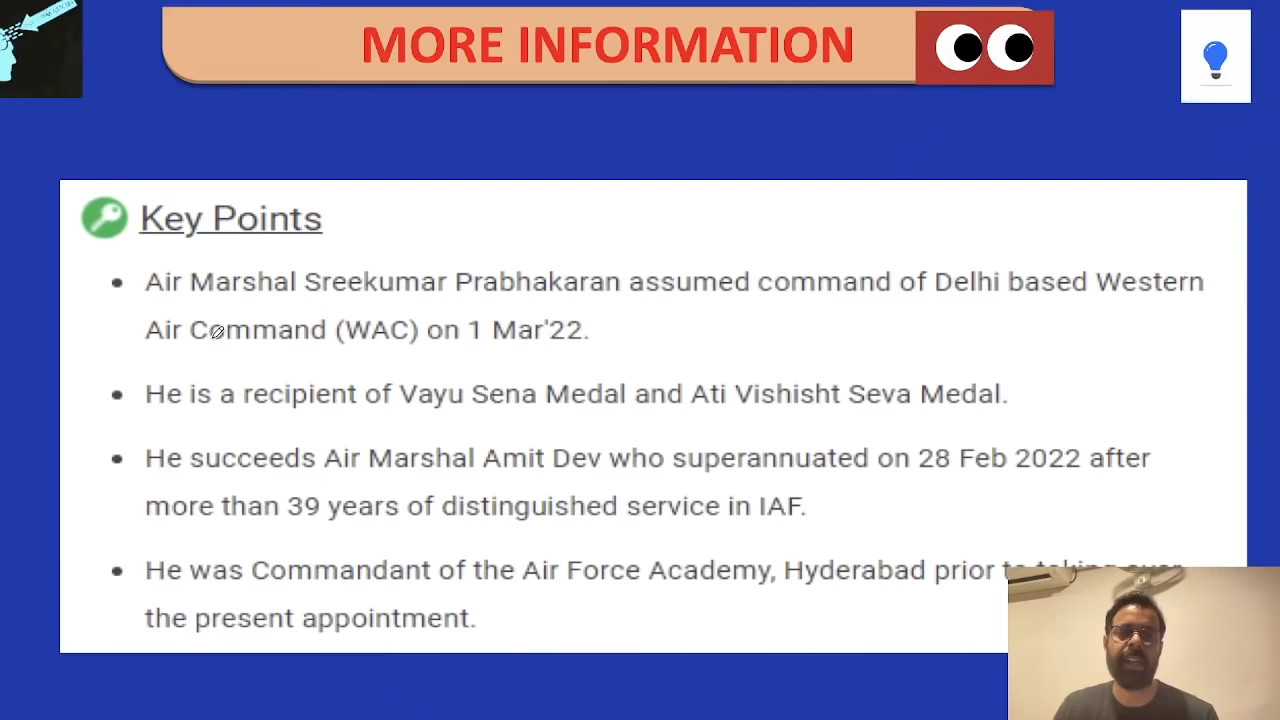 MORE INFORMATION
Key Points
• Air Marshal Sreekumar Prabhakaran assumed command of Delhi based Western
Air Command (WAC) on 1 Mar'22.
• He is a recipient of Vayu Sena Medal and Ati Vishisht Seva Medal.
• He succeeds Air Marshal Amit Dev who superannuated on 28 Feb 2022 after
more than 39 years of distinguished service in IAF.
• He was Commandant of the Air Force Academy, Hyderabad prior to taking over
the present appointment.